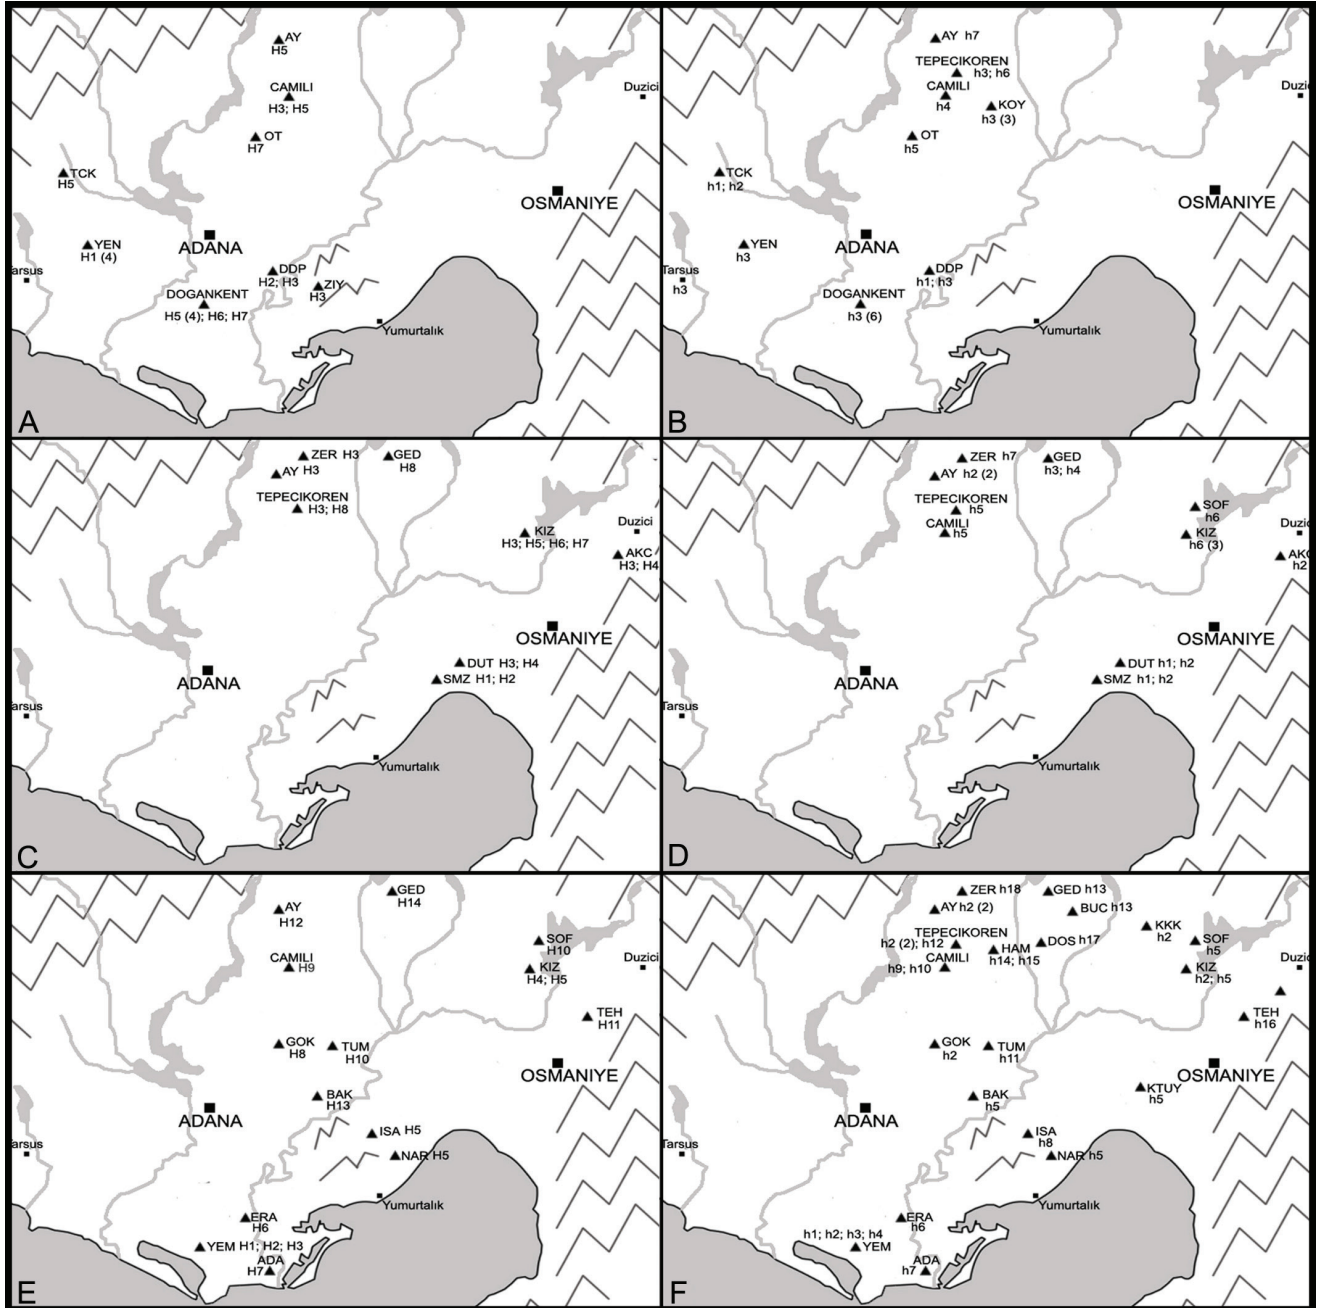 AY
H5
CAMILI
H3; H5
OT
H7
TCK
H5
YEN
H1 (4)
Duzici
OSMANIYE
ADANA
arsus
DDP
H2; H3
ZIY
H3
DOGANKENT
H5 (4); H6; H7
Yumurtalık
A
AY h7
TEPECIKOREN
h3; h6
CAMILI
h4
KOY
h3 (3)
OT
h5
TCK
h1; h2
YEN
h3
Duzici
OSMANIYE
ADANA
Tarsus
h3
DDP
h1; h3
DOGANKENT
h3 (6)
Yumurtalık
B
ZER H3
AY H3
GED
H8
TEPECIKOREN
H3; H8
KIZ
H3; H5; H6; H7
Duzici
AKC
H3; H4
OSMANIYE
DUT H3; H4
SMZ H1; H2
ADANA
arsus
Yumurtalık
C
ZER h7
AY h2 (2)
GED
h3; h4
TEPECIKOREN
h5
CAMILI
h5
SOF
h6
KIZ
h6 (3)
Duzic
AKC
h2
OSMANIYE
DUT h1; h2
SMZ h1; h2
ADANA
Tarsus
Yumurtalık
D
GED
H14
AY
H12
CAMILI
H9
SOF
H10
KIZ
H4; H5
Duzici
TEH
H11
GOK
H8
TUM
H10
OSMANIYE
BAK
H13
ADANA
ISA H5
NAR H5
arsus
Yumurtalık
ERA
H6
YEM H1; H2; H3
ADA
H7
E
ZER h18
GED h13
AY h2 (2)
BUC h13
TEPECIKOREN
h2 (2); h12
HAM
h14; h15
DOS h17
KKK
h2
SOF
h5
CAMILI
h9; h10
KIZ
h2; h5
Duzic
TEH
h16
GOK
h2
TUM
h11
OSMANIYE
KTUY
h5
BAK
h5
ADANA
ISA
h8
NAR h5
Tarsus
Yumurtalık
ERA
h6
h1; h2; h3; h4
YEM
ADA
h7
F